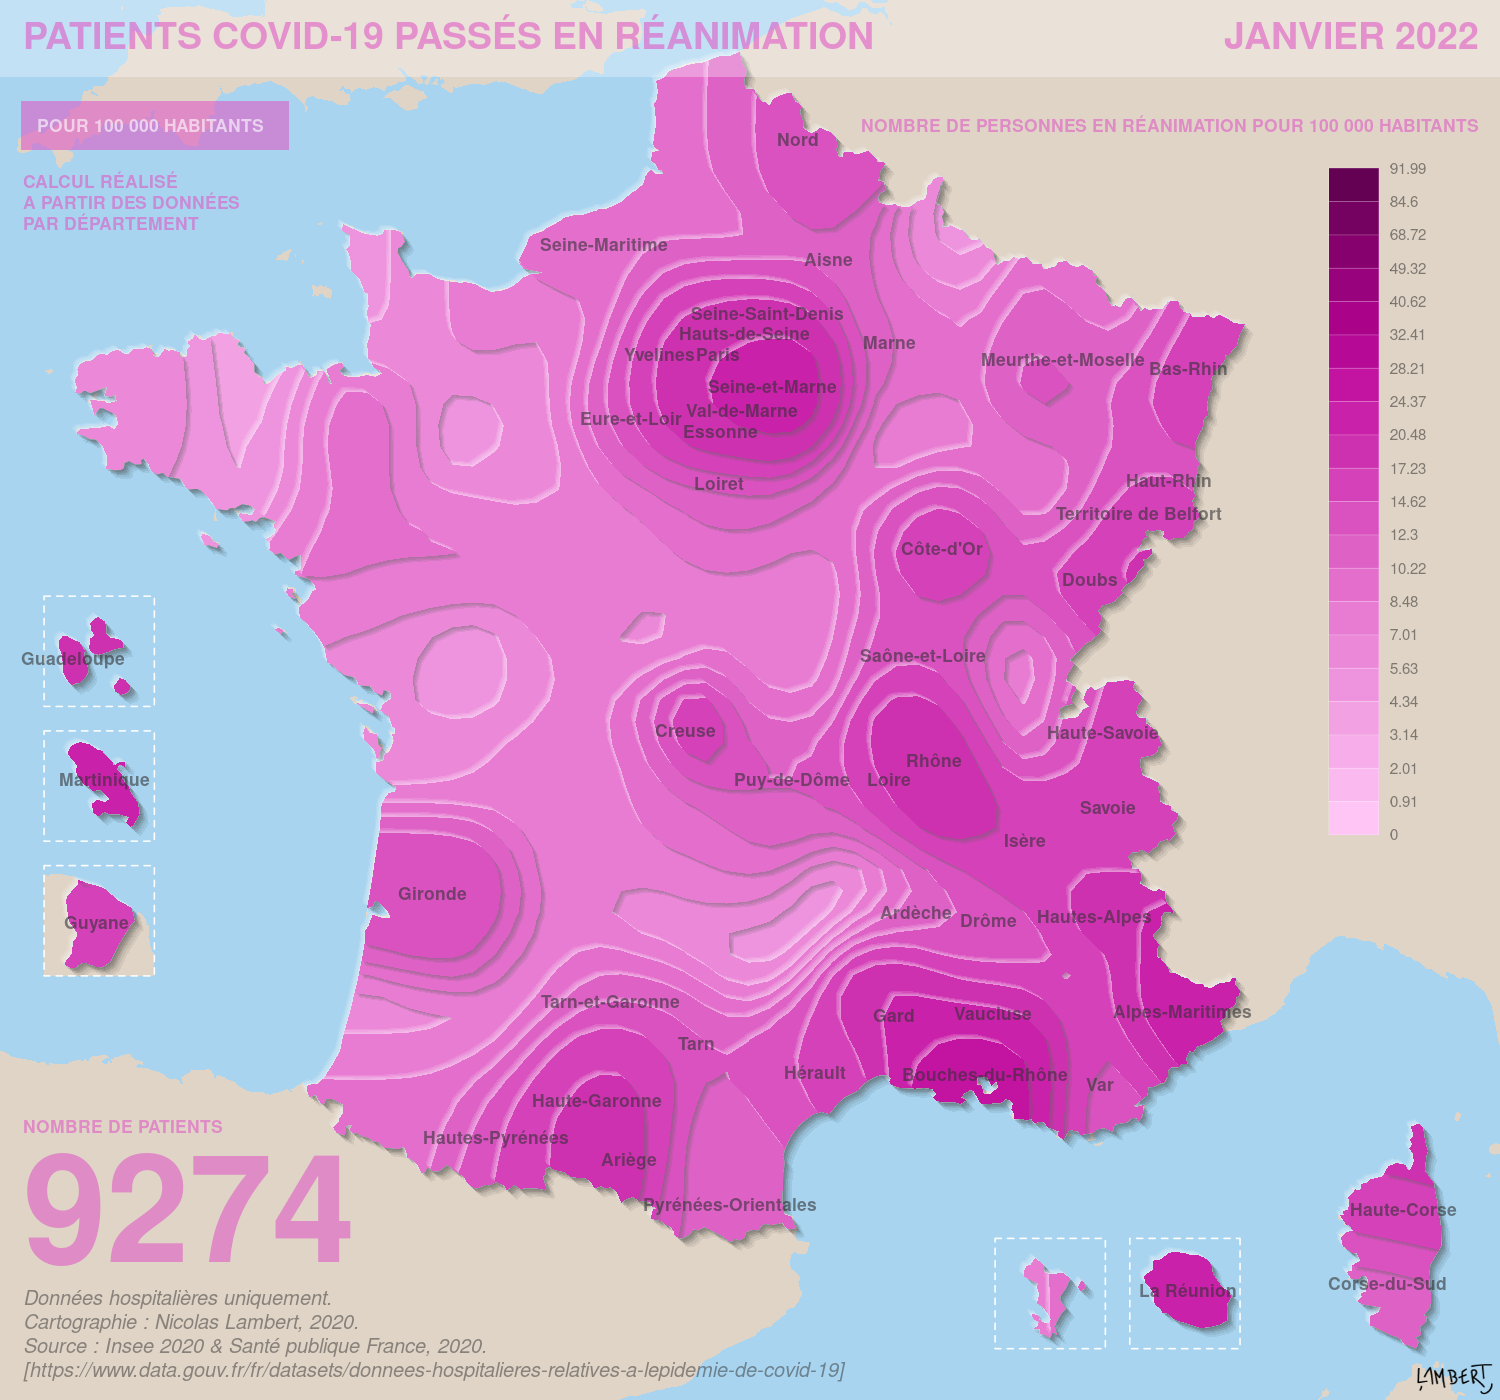 PATIENTS COVID-19 PASSÉS EN RÉANIMATION
JANVIER 2022
POUR 100 000 HABITANTS
CALCUL RÉALISÉ
A PARTIR DES DONNÉES
PAR DÉPARTEMENT
NOMBRE DE PERSONNES EN RÉANIMATION POUR 100 000 HABITANTS
91.99
84.6
68.72
49.32
40.62
32.41
28.21
24.37
20.48
17.23
14.62
12.3
10.22
8.48
7.01
5.63
4.34
3.14
2.01
0.91
0
Nord
Seine-Maritime
Aisne
Seine-Saint-Denis
Hauts-de-Seine
Marne
Yvelines Paris
Meurthe-et-Moselle
Bas-Rhin
Seine-et-Marne
Val-de-Marne
Eure-et-Loir
Essonne
Loiret
Haut-Rhin
Territoire de Belfort
Côte-d'Or
Doubs
Saône-et-Loire
Guadeloupe
Creuse
Haute-Savoie
Rhône
Martinique
Puy-de-Dôme
Loire
Savoie
Isère
Gironde
Ardèche
Drôme
Hautes-Alpes
Guyane
Tarn-et-Garonne
Gard
Vaucluse
Alpes-Maritimes
Tarn
Hérault
Bouches-du-Rhône
Var
Haute-Garonne
Hautes-Pyrénées
Ariège
Pyrénées-Orientales
Haute-Corse
Corse-du-Sud
La Réunion
NOMBRE DE PATIENTS
9274
Données hospitalières uniquement.
Cartographie : Nicolas Lambert, 2020.
Source : Insee 2020 & Santé publique France, 2020.
[https://www.data.gouv.fr/fr/datasets/donnees-hospitalieres-relatives-a-lepidemie-de-covid-19]
LAMBERT